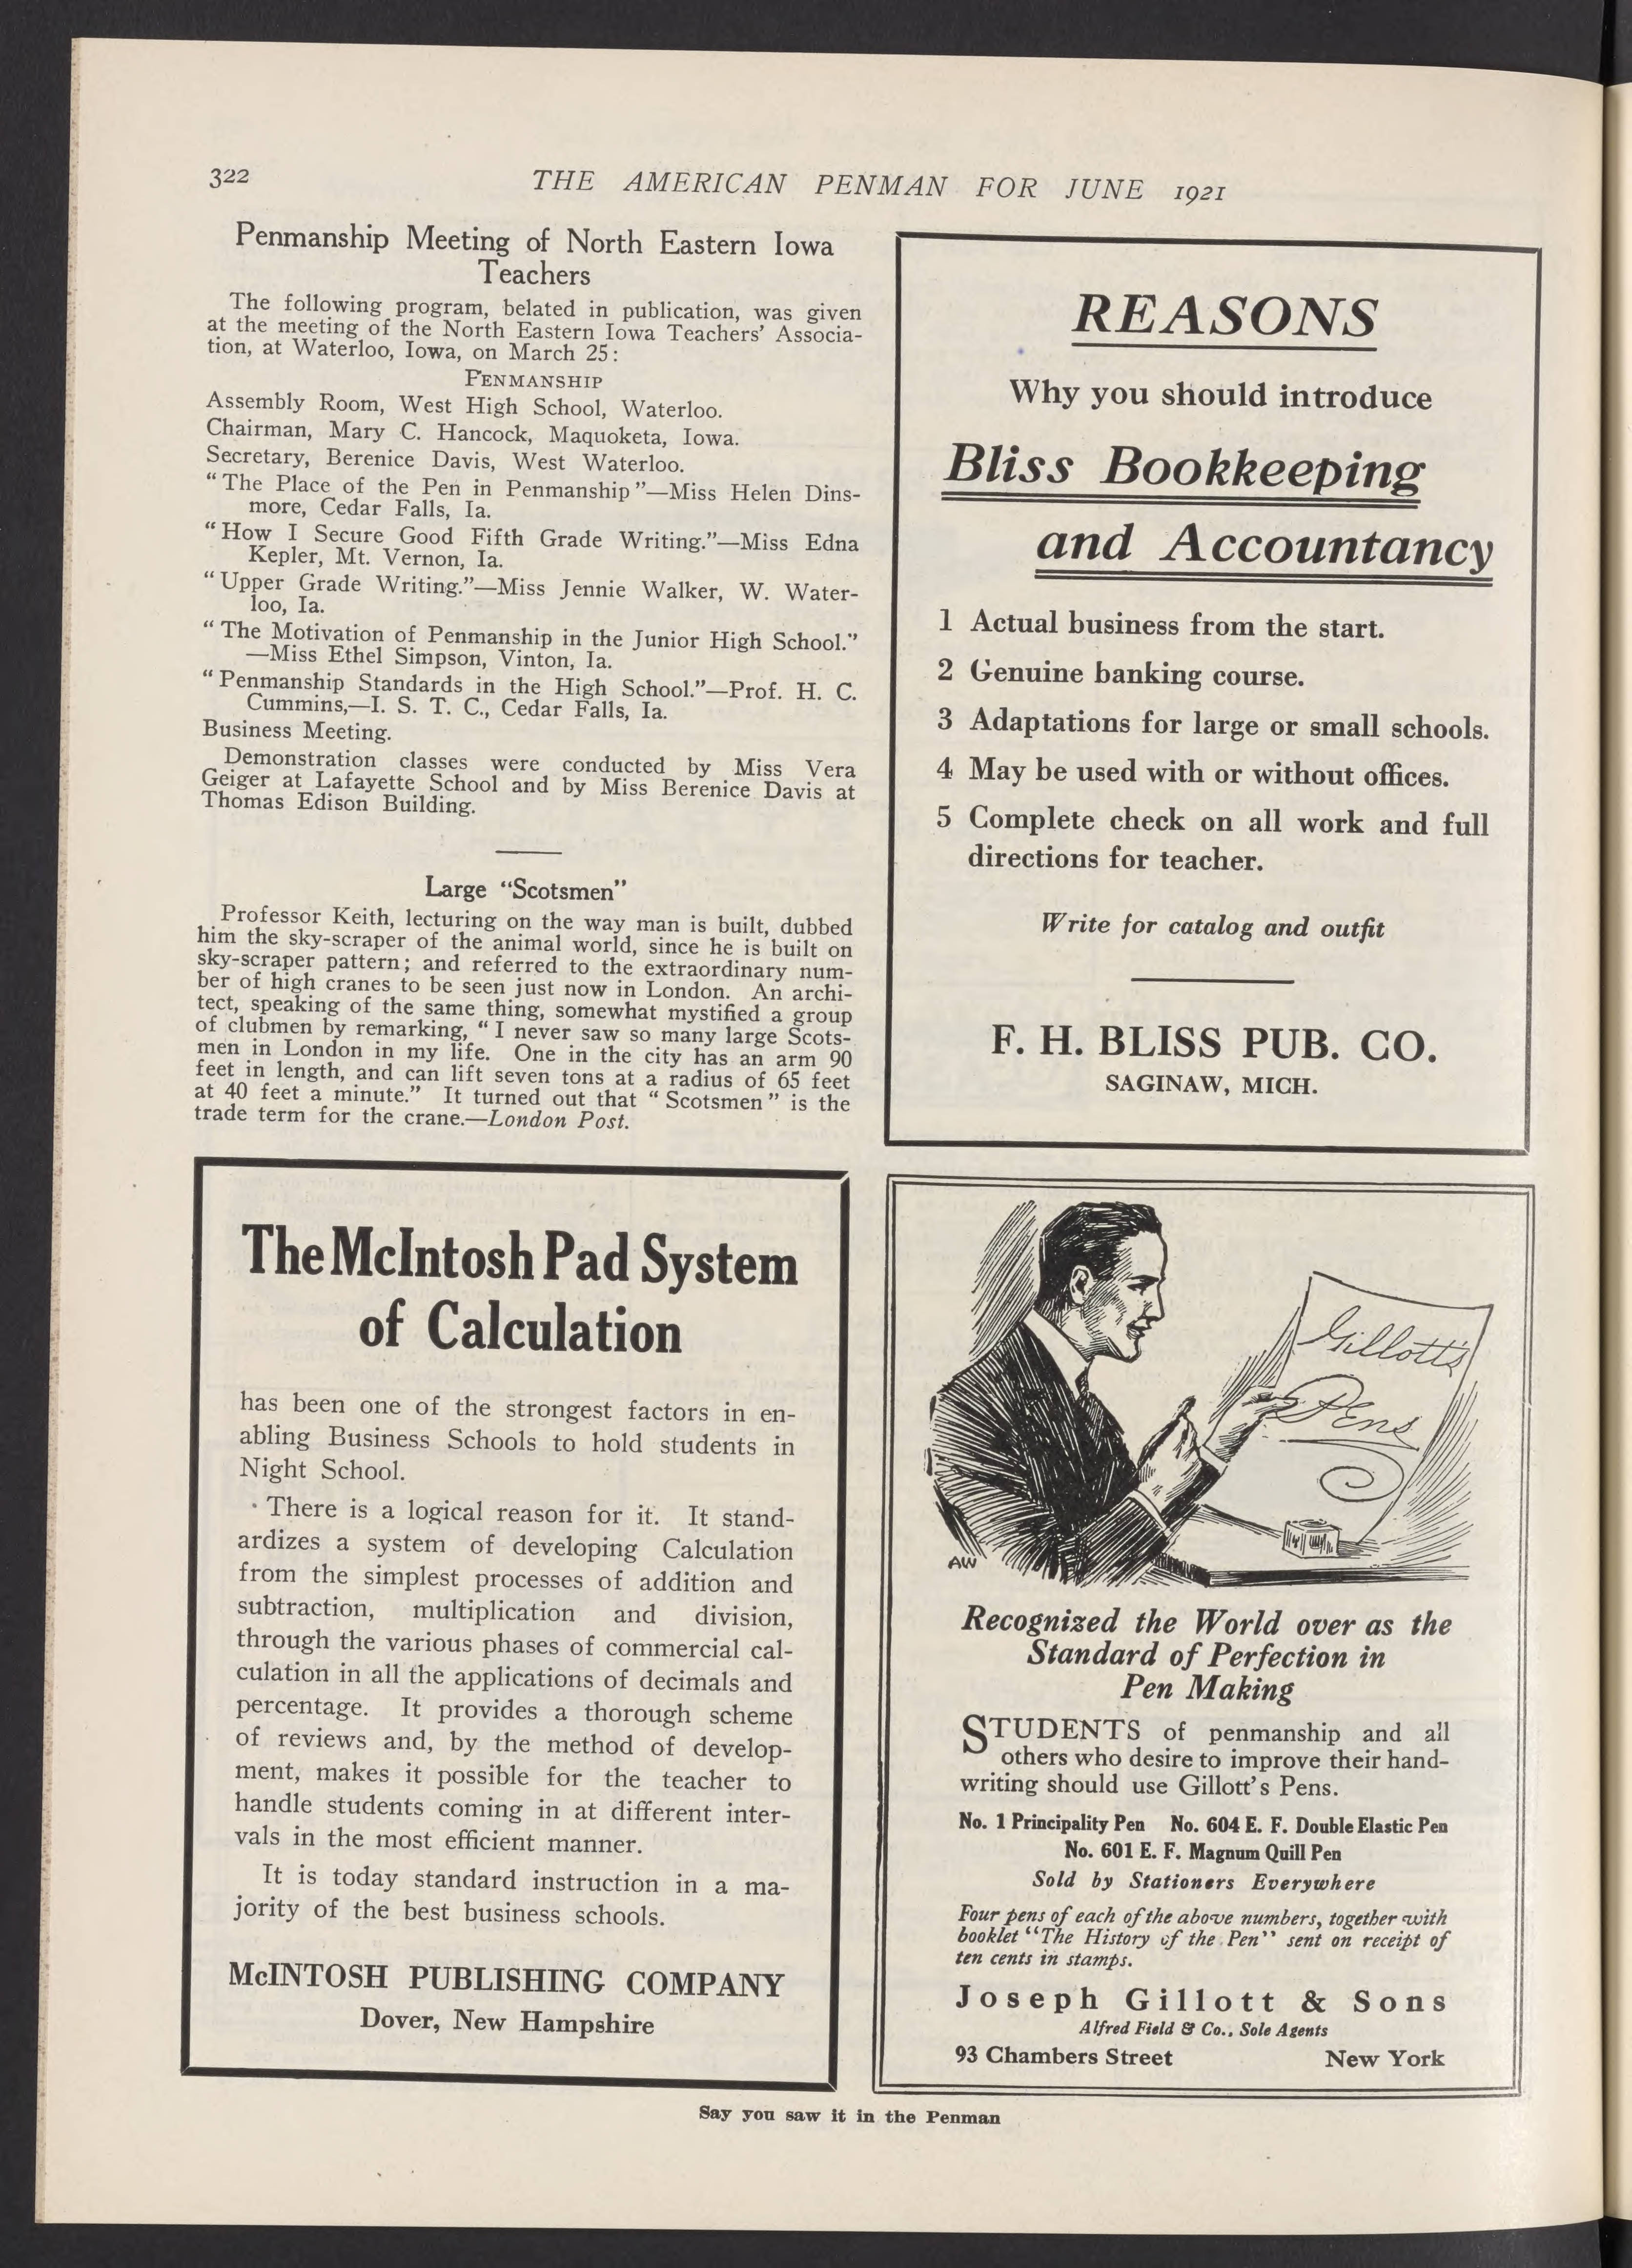 322
THE AMERICAN PENMAN FOR JUNE 1921
Penmanship Meeting of North Eastern Iowa
Teachers
The following program, belated in publication, was given
at the meeting of the North Eastern Iowa Teachers' Associa-
tion, at Waterloo, Iowa, on March 25:
PENMANSHIP
Assembly Room, West High School, Waterloo.
Chairman, Mary C. Hancock, Maquoketa, Iowa.
Secretary, Berenice Davis, West Waterloo.
"The Place of the Pen in Penmanship"—Miss Helen Dins-
more, Cedar Falls, Ia.
"How I Secure Good Fifth Grade Writing."—Miss Edna
Kepler, Mt. Vernon, Ia.
"Upper Grade Writing."—Miss Jennie Walker, W. Water-
loo, Ia.
"The Motivation of Penmanship in the Junior High School."
—Miss Ethel Simpson, Vinton, Ia.
"Penmanship Standards in the High School."—Prof. H. C.
Cummins,—I. S. T. C., Cedar Falls, Ia.
Business Meeting.
Demonstration classes were conducted by Miss Vera
Geiger at Lafayette School and by Miss Berenice Davis at
Thomas Edison Building.
Large "Scotsmen"
Professor Keith, lecturing on the way man is built, dubbed
him the sky-scraper of the animal world, since he is built on
sky-scraper pattern; and referred to the extraordinary num-
ber of high cranes to be seen just now in London. An archi-
tect, speaking of the same thing, somewhat mystified a group
of clubmen by remarking, "I never saw so many large Scots-
men in London in my life. One in the city has an arm 90
feet in length, and can lift seven tons at a radius of 65 feet
at 40 feet a minute." It turned out that "Scotsmen" is the
trade term for the crane.—London Post.
REASONS
Why you should introduce
Bliss Bookkeeping
and Accountancy
1 Actual business from the start.
2 Genuine banking course.
3 Adaptations for large or small schools.
4 May be used with or without offices.
5 Complete check on all work and full
directions for teacher.
Write for catalog and outfit
F. H. BLISS PUB. CO.
SAGINAW, MICH.
The McIntosh Pad System
of Calculation
has been one of the strongest factors in en-
abling Business Schools to hold students in
Night School.
There is a logical reason for it. It stand-
ardizes a system of developing Calculation
from the simplest processes of addition and
subtraction, multiplication and division,
through the various phases of commercial cal-
culation in all the applications of decimals and
percentage. It provides a thorough scheme
of reviews and, by the method of develop-
ment, makes it possible for the teacher to
handle students coming in at different inter-
vals in the most efficient manner.
It is today standard instruction in a ma-
jority of the best business schools.
McINTOSH PUBLISHING COMPANY
Dover, New Hampshire
Gillott's
Pens
AW
Recognized the World over as the
Standard of Perfection in
Pen Making
STUDENTS of penmanship and all
others who desire to improve their hand-
writing should use Gillott's Pens.
No. 1 Principality Pen No. 604 E. F. Double Elastic Pen
No. 601 E. F. Magnum Quill Pen
Sold by Stationers Everywhere
Four pens of each of the above numbers, together with
booklet "The History of the Pen" sent on receipt of
ten cents in stamps.
Joseph Gillott & Sons
Alfred Field & Co., Sole Agents
93 Chambers Street New York
Say you saw it in the Penman